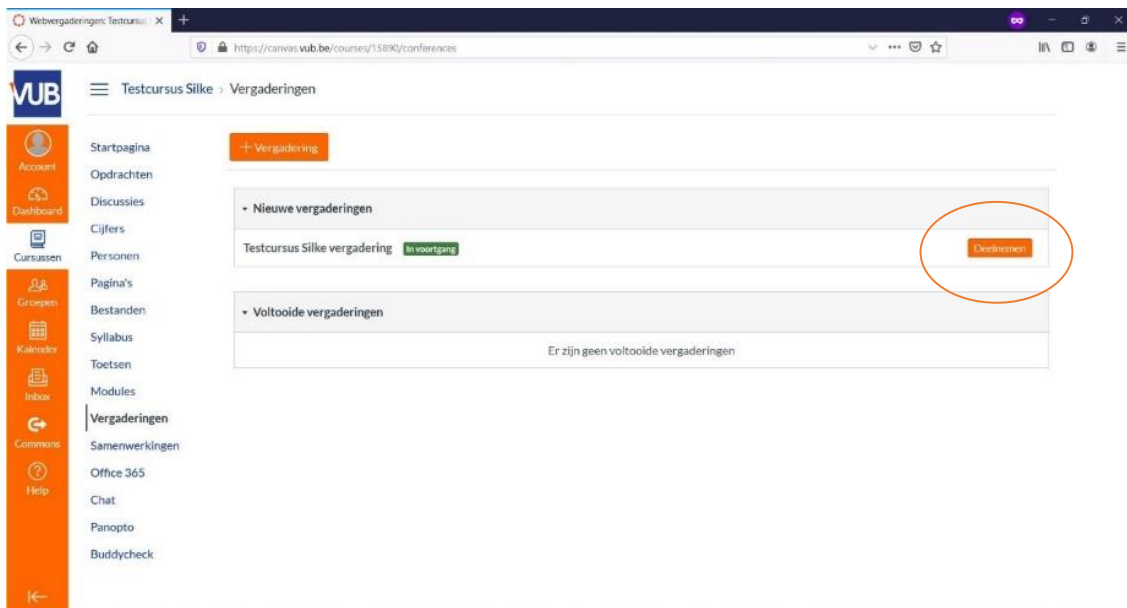 Webvergaderingen: Testcursus
https://canvas.vub.be/courses/15890/conferences
VUB
Testcursus Silke › Vergaderingen
Account
Dashboard
Cursussen
Groepen
Kalender
Inbox
Commons
Help
Startpagina
Opdrachten
Discussies
Cijfers
Personen
Pagina's
Bestanden
Syllabus
Toetsen
Modules
Vergaderingen
Samenwerkingen
Office 365
Chat
Panopto
Buddycheck
+ Vergadering
Nieuwe vergaderingen
Testcursus Silke vergadering In voortgang Deelnemen
Voltooide vergaderingen
Er zijn geen voltooide vergaderingen